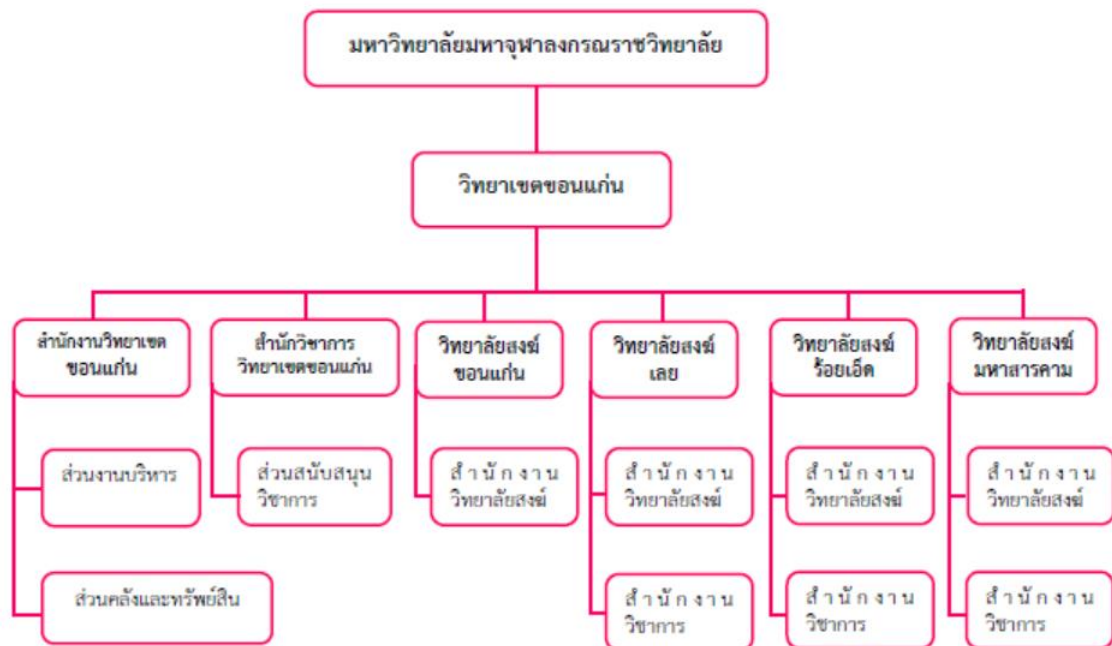 มหาวิทยาลัยมหาจุฬาลงกรณราชวิทยาลัย
วิทยาเขตขอนแก่น
สำนักงานวิทยาเขต
ขอนแก่น
สำนักวิชาการ
วิทยาเขตขอนแก่น
วิทยาลัยสงฆ์
ขอนแก่น
วิทยาลัยสงฆ์
เลย
วิทยาลัยสงฆ์
ร้อยเอ็ด
วิทยาลัยสงฆ์
มหาสารคาม
ส่วนงานบริหาร
ส่วนสนับสนุน
วิชาการ
สำนักงาน
วิทยาลัยสงฆ์
สำนักงาน
วิทยาลัยสงฆ์
สำนักงาน
วิทยาลัยสงฆ์
สำนักงาน
วิทยาลัยสงฆ์
ส่วนคลังและทรัพย์สิน
สำนักงาน
วิชาการ
สำนักงาน
วิชาการ
สำนักงาน
วิชาการ